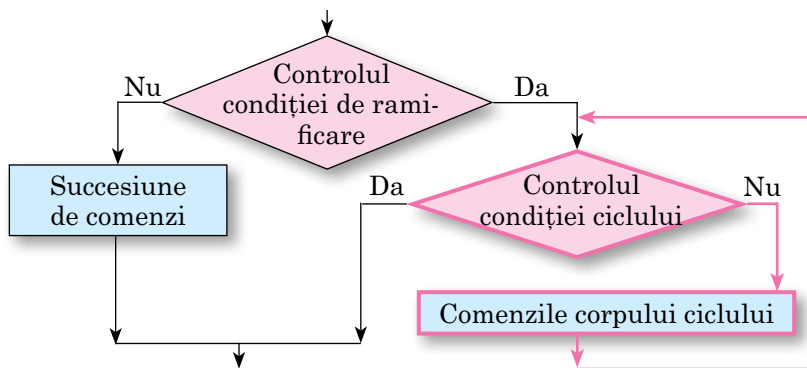 Controlul
condiției de rami-
ficare
Nu
Da
Succesiune
de comenzi
Da
Controlul
condiției ciclului
Nu
Comenzile corpului ciclului